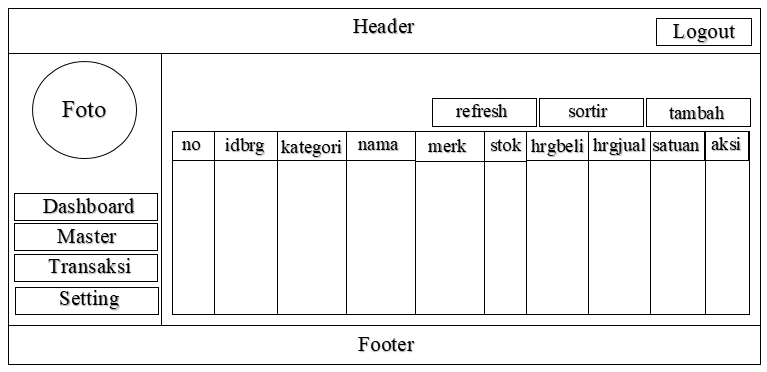 Header
Logout
Foto
refresh sortir tambah
no idbrg kategori nama merk stok hrgbeli hrgjual satuan aksi
Dashboard
Master
Transaksi
Setting
Footer